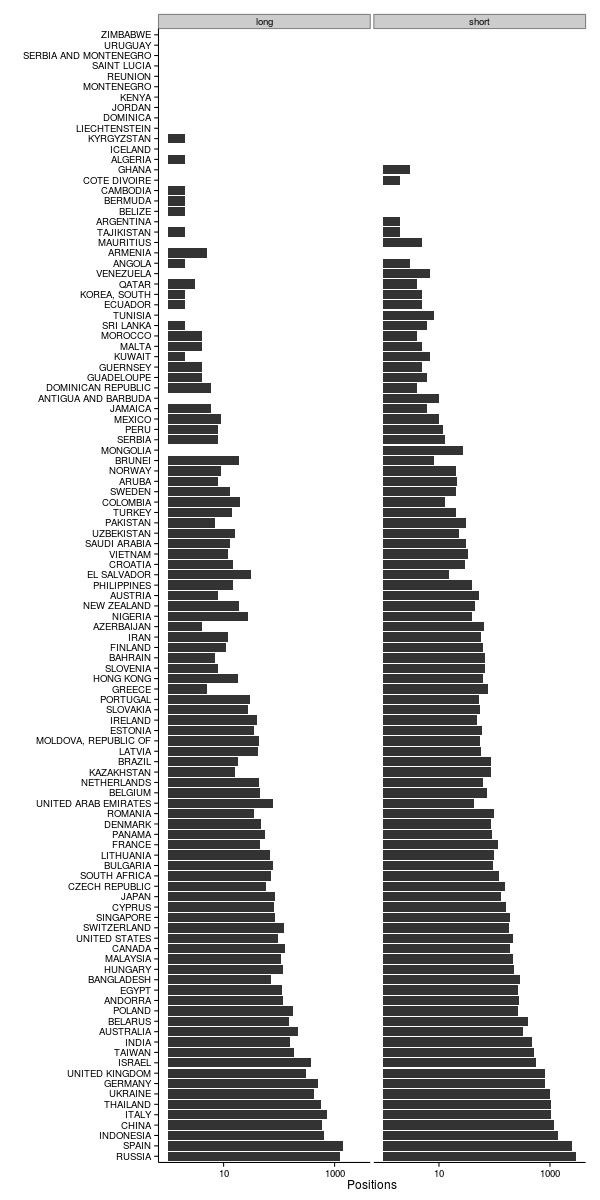 long short
ZIMBABWE
URUGUAY
SERBIA AND MONTENEGRO
SAINT LUCIA
REUNION
MONTENEGRO
KENYA
JORDAN
DOMINICA
LIECHTENSTEIN
KYRGYZSTAN
ICELAND
ALGERIA
GHANA
COTE DIVOIRE
CAMBODIA
BERMUDA
BELIZE
ARGENTINA
TAJIKISTAN
MAURITIUS
ARMENIA
ANGOLA
VENEZUELA
QATAR
KOREA, SOUTH
ECUADOR
TUNISIA
SRI LANKA
MOROCCO
MALTA
KUWAIT
GUERNSEY
GUADELOUPE
DOMINICAN REPUBLIC
ANTIGUA AND BARBUDA
JAMAICA
MEXICO
PERU
SERBIA
MONGOLIA
BRUNEI
NORWAY
ARUBA
SWEDEN
COLOMBIA
TURKEY
PAKISTAN
UZBEKISTAN
SAUDI ARABIA
VIETNAM
CROATIA
EL SALVADOR
PHILIPPINES
AUSTRIA
NEW ZEALAND
NIGERIA
AZERBAIJAN
IRAN
FINLAND
BAHRAIN
SLOVENIA
HONG KONG
GREECE
PORTUGAL
SLOVAKIA
IRELAND
ESTONIA
MOLDOVA, REPUBLIC OF
LATVIA
BRAZIL
KAZAKHSTAN
NETHERLANDS
BELGIUM
UNITED ARAB EMIRATES
ROMANIA
DENMARK
PANAMA
FRANCE
LITHUANIA
BULGARIA
SOUTH AFRICA
CZECH REPUBLIC
JAPAN
CYPRUS
SINGAPORE
SWITZERLAND
UNITED STATES
CANADA
MALAYSIA
HUNGARY
BANGLADESH
EGYPT
ANDORRA
POLAND
BELARUS
AUSTRALIA
INDIA
TAIWAN
ISRAEL
UNITED KINGDOM
GERMANY
UKRAINE
THAILAND
ITALY
CHINA
INDONESIA
SPAIN
RUSSIA
10 1000 10 1000
Positions